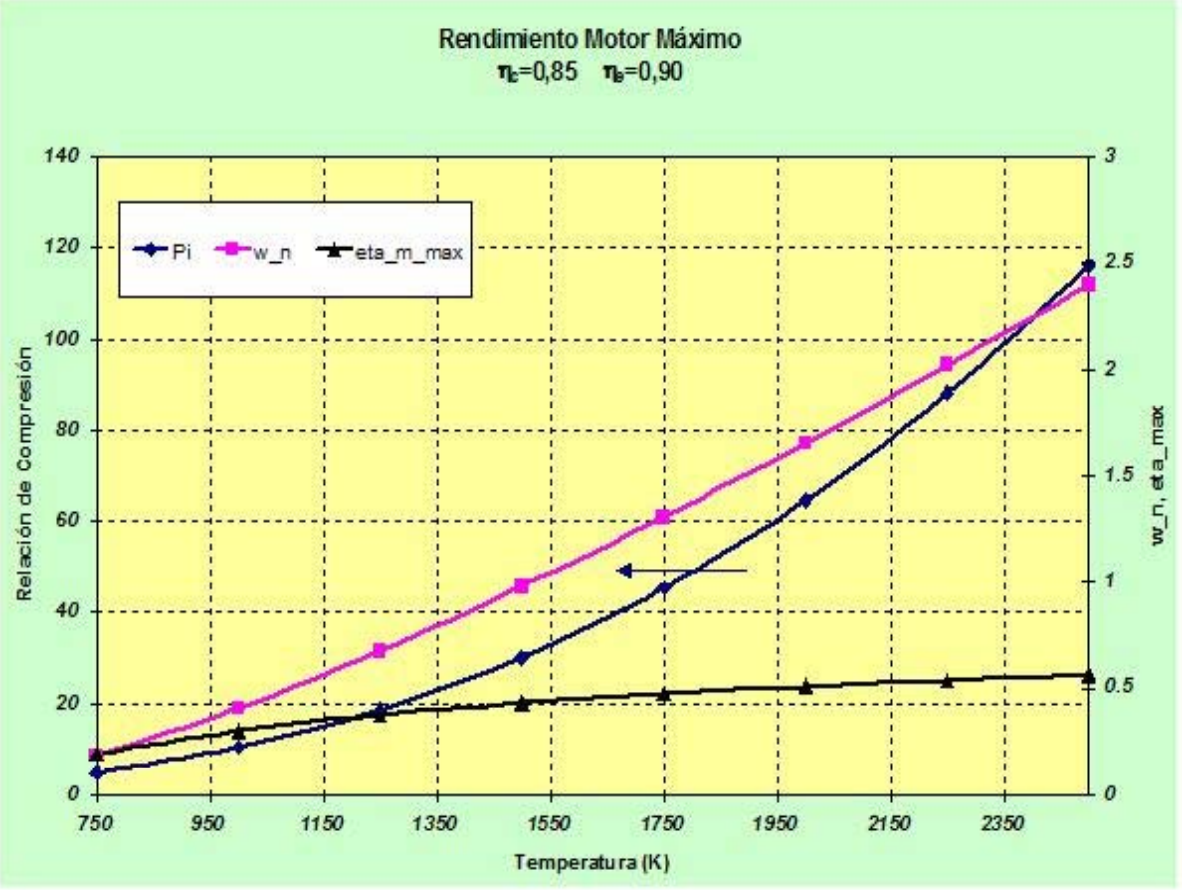 Rendimiento Motor Máximo
ηc=0,85 ηe=0,90
140
120
100
80
60
40
20
0
3
2.5
2
1.5
1
0.5
0
Pi w_n eta_m_max
Relación de Compresión
w_n, eta_max
750 950 1150 1350 1550 1750 1950 2150 2350
Temperatura (K)